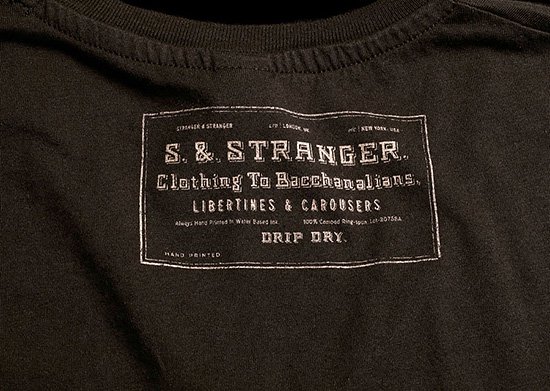 STRANGER & STRANGER LTD | LONDON, UK INC | NEW YORK, USA
S. & STRANGER.
Clothing To Bacchanalians,
LIBERTINES & CAROUSERS
Always Hand Printed In Water Based Ink. 100% Combed Ring-spun.
DRIP DRY.
HAND PRINTED